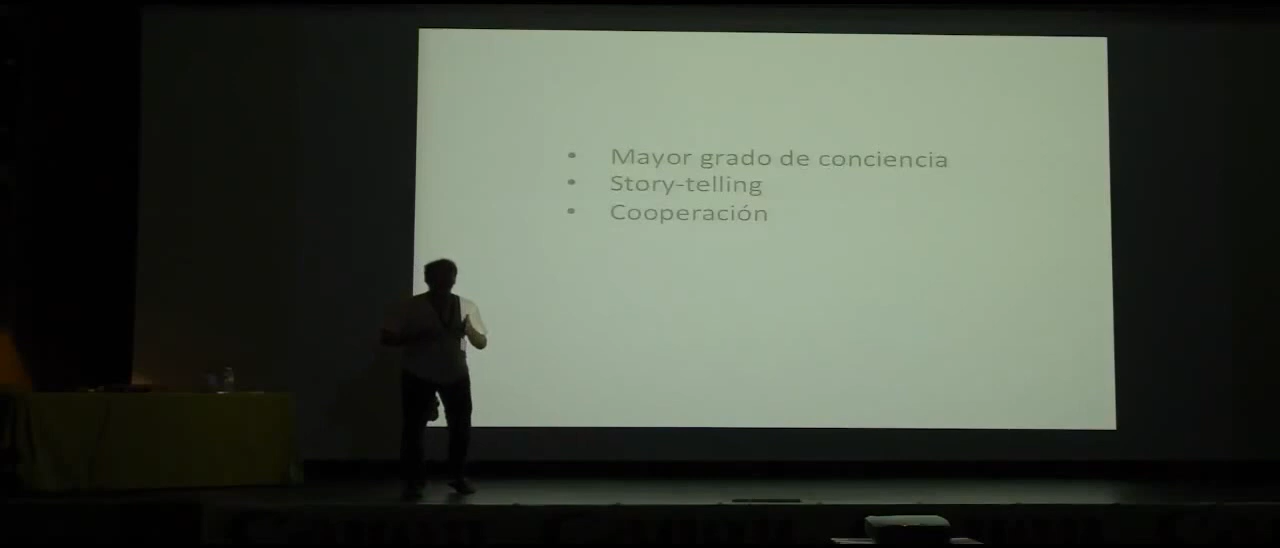 • Mayor grado de conciencia
• Story-telling
• Cooperación